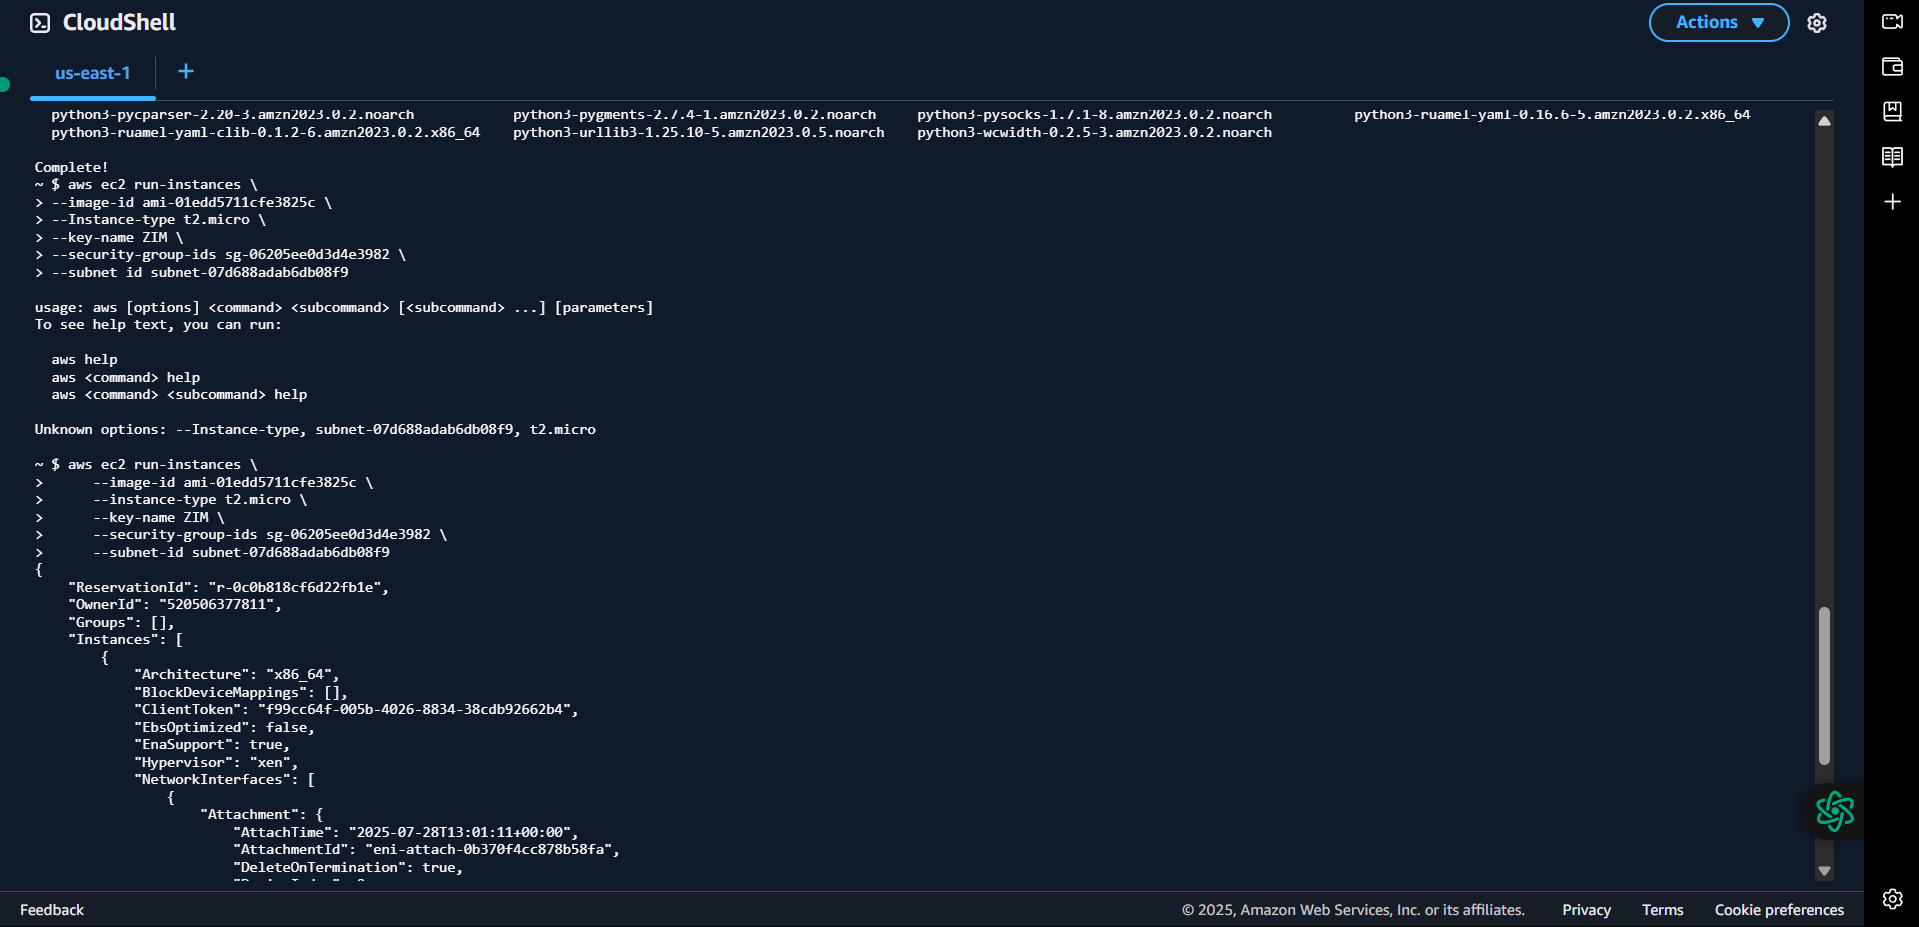 CloudShell
Actions
us-east-1
python3-pycparser-2.20-3.amzn2023.0.2.noarch python3-pygments-2.7.4-1.amzn2023.0.2.noarch python3-pysocks-1.7.1-8.amzn2023.0.2.noarch python3-ruamel-yaml-0.16.6-5.amzn2023.0.2.x86_64
python3-ruamel-yaml-clib-0.1.2-6.amzn2023.0.2.x86_64 python3-urllib3-1.25.10-5.amzn2023.0.5.noarch python3-wcwidth-0.2.5-3.amzn2023.0.2.noarch
Complete!
~ $ aws ec2 run-instances \
> --image-id ami-01edd5711cfe3825c \
> --Instance-type t2.micro \
> --key-name ZIM \
> --security-group-ids sg-06205ee0d3d4e3982 \
> --subnet id subnet-07d688adab6db08f9
usage: aws [options] <command> <subcommand> [<subcommand> ...] [parameters]
To see help text, you can run:
aws help
aws <command> help
aws <command> <subcommand> help
Unknown options: --Instance-type, subnet-07d688adab6db08f9, t2.micro
~ $ aws ec2 run-instances \
> --image-id ami-01edd5711cfe3825c \
> --instance-type t2.micro \
> --key-name ZIM \
> --security-group-ids sg-06205ee0d3d4e3982 \
> --subnet-id subnet-07d688adab6db08f9
{
"ReservationId": "r-0c0b818cf6d22fb1e",
"OwnerId": "520506377811",
"Groups": [],
"Instances": [
{
"Architecture": "x86_64",
"BlockDeviceMappings": [],
"ClientToken": "f99cc64f-005b-4026-8834-38cdb92662b4",
"EbsOptimized": false,
"EnaSupport": true,
"Hypervisor": "xen",
"NetworkInterfaces": [
{
"Attachment": {
"AttachTime": "2025-07-28T13:01:11+00:00",
"AttachmentId": "eni-attach-0b370f4cc878b58fa",
"DeleteOnTermination": true,
Feedback
© 2025, Amazon Web Services, Inc. or its affiliates. Privacy Terms Cookie preferences